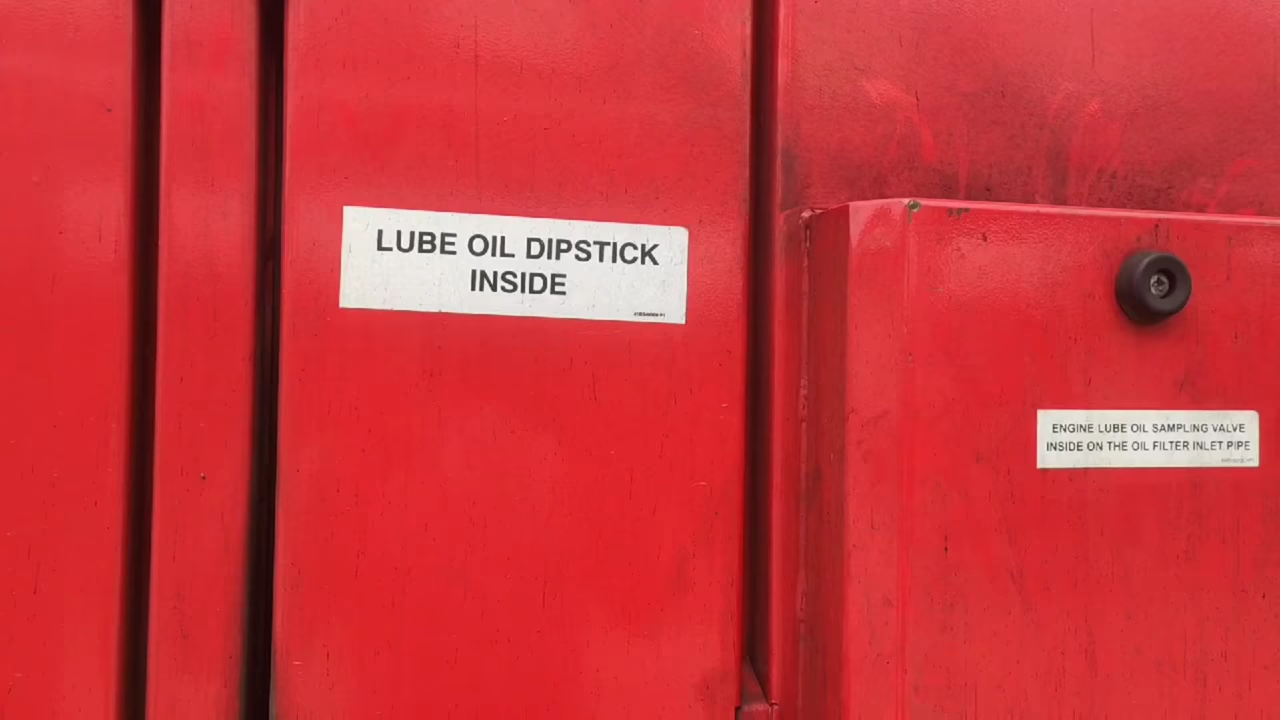 LUBE OIL DIPSTICK
INSIDE
ENGINE LUBE OIL SAMPLING VALVE
INSIDE ON THE OIL FILTER INLET PIPE